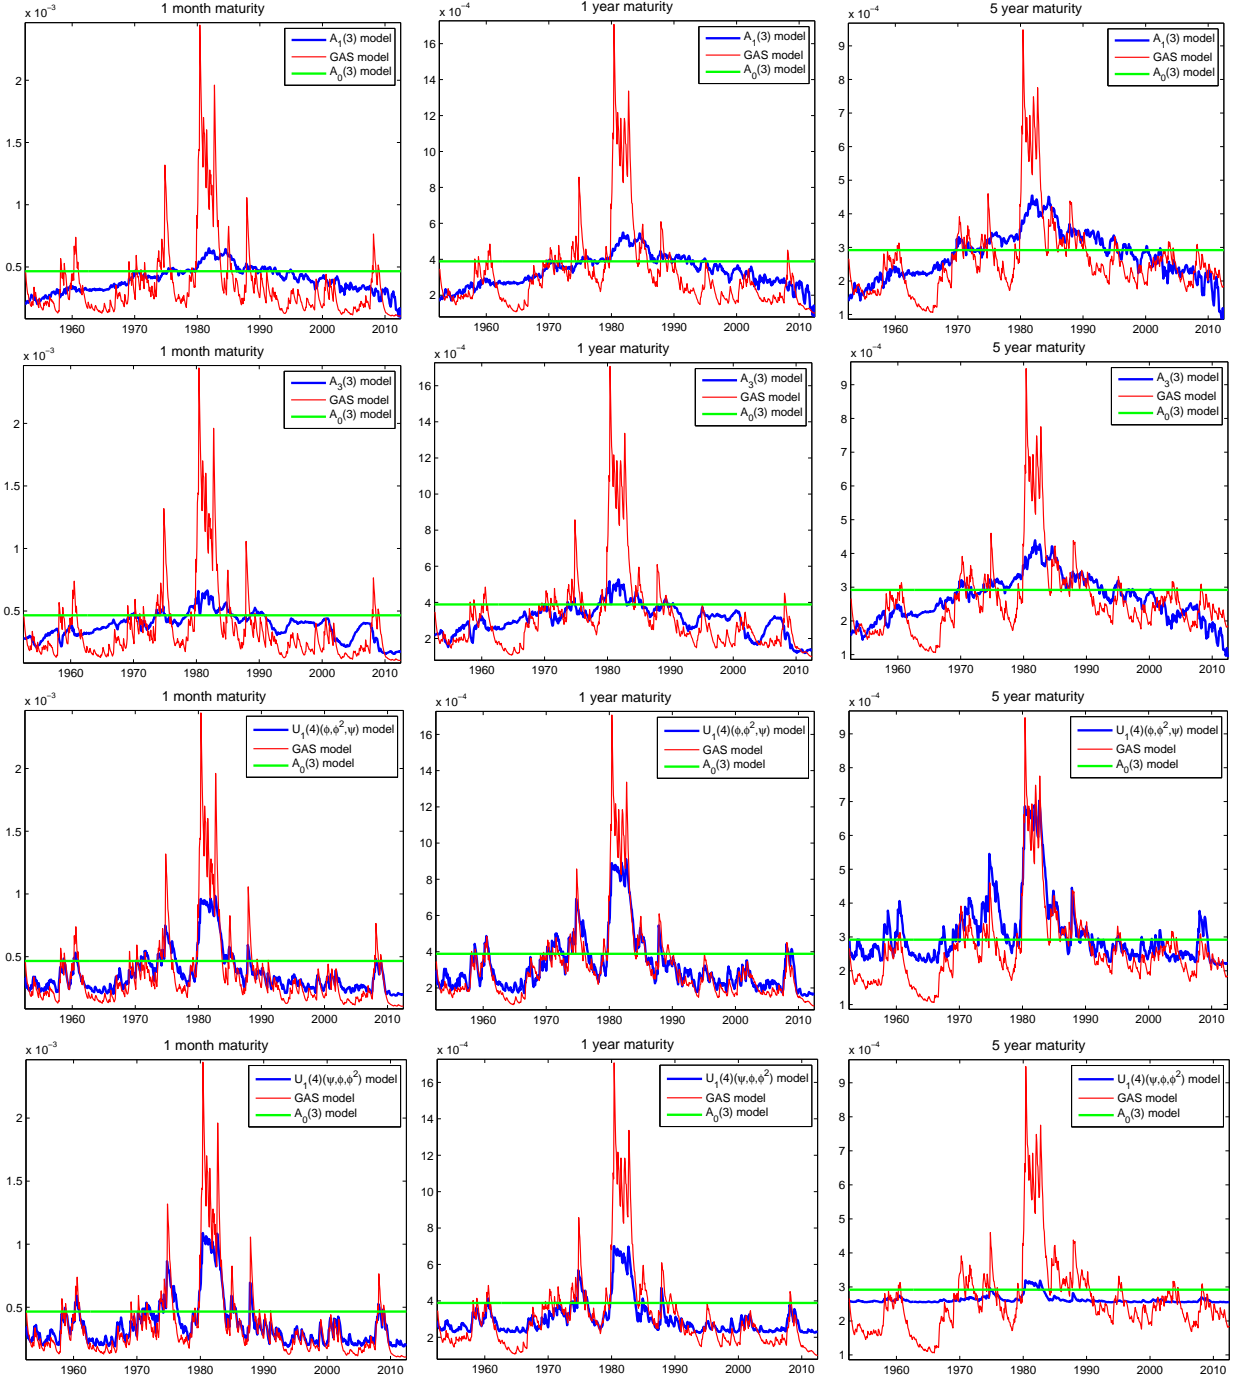 1 month maturity
x 10⁻³
A₁(3) model
GAS model
A₀(3) model
2
1.5
1
0.5
1960 1970 1980 1990 2000 2010
1 year maturity
x 10⁻⁴
A₁(3) model
GAS model
A₀(3) model
16
14
12
10
8
6
4
2
1960 1970 1980 1990 2000 2010
5 year maturity
x 10⁻⁴
A₁(3) model
GAS model
A₀(3) model
9
8
7
6
5
4
3
2
1
1960 1970 1980 1990 2000 2010
1 month maturity
x 10⁻³
A₃(3) model
GAS model
A₀(3) model
2
1.5
1
0.5
1960 1970 1980 1990 2000 2010
1 year maturity
x 10⁻⁴
A₃(3) model
GAS model
A₀(3) model
16
14
12
10
8
6
4
2
1960 1970 1980 1990 2000 2010
5 year maturity
x 10⁻⁴
A₃(3) model
GAS model
A₀(3) model
9
8
7
6
5
4
3
2
1
1960 1970 1980 1990 2000 2010
1 month maturity
x 10⁻³
U₁(4)(φ,φ²,ψ) model
GAS model
A₀(3) model
2
1.5
1
0.5
1960 1970 1980 1990 2000 2010
1 year maturity
x 10⁻⁴
U₁(4)(φ,φ²,ψ) model
GAS model
A₀(3) model
16
14
12
10
8
6
4
2
1960 1970 1980 1990 2000 2010
5 year maturity
x 10⁻⁴
U₁(4)(φ,φ²,ψ) model
GAS model
A₀(3) model
9
8
7
6
5
4
3
2
1
1960 1970 1980 1990 2000 2010
1 month maturity
x 10⁻³
U₁(4)(ψ,φ,φ²) model
GAS model
A₀(3) model
2
1.5
1
0.5
1960 1970 1980 1990 2000 2010
1 year maturity
x 10⁻⁴
U₁(4)(ψ,φ,φ²) model
GAS model
A₀(3) model
16
14
12
10
8
6
4
2
1960 1970 1980 1990 2000 2010
5 year maturity
x 10⁻⁴
U₁(4)(ψ,φ,φ²) model
GAS model
A₀(3) model
9
8
7
6
5
4
3
2
1
1960 1970 1980 1990 2000 2010